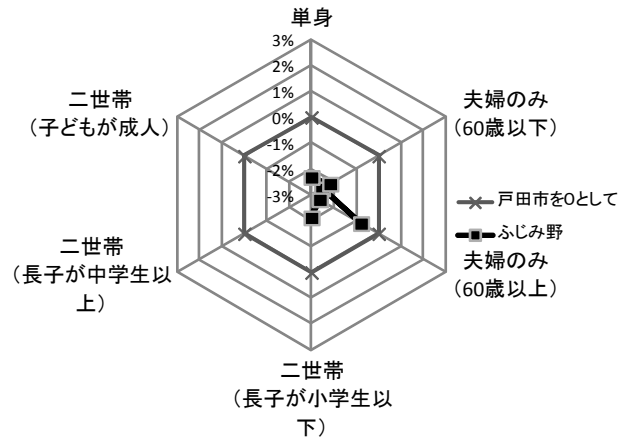 単身
3%
2%
1%
0%
-1%
-2%
-3%
夫婦のみ
（60歳以下）
夫婦のみ
（60歳以上）
二世帯
（長子が小学生以
下）
二世帯
（長子が中学生以
上）
二世帯
（子どもが成人）
戸田市を0として
ふじみ野